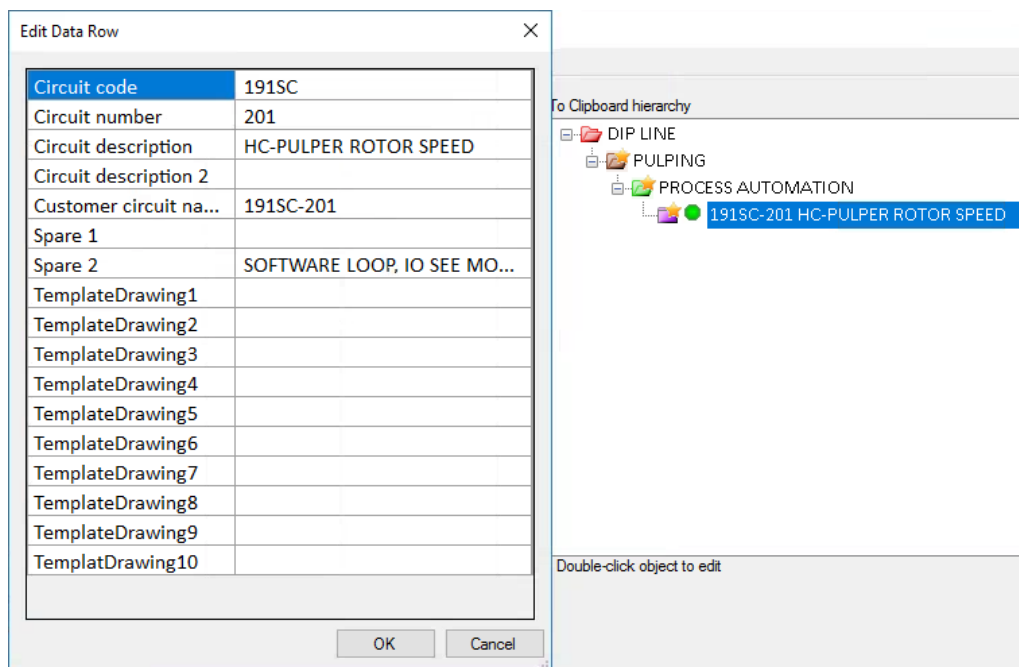 Edit Data Row
Circuit code 191SC
Circuit number 201
Circuit description HC-PULPER ROTOR SPEED
Circuit description 2
Customer circuit na... 191SC-201
Spare 1
Spare 2 SOFTWARE LOOP, IO SEE MO...
TemplateDrawing1
TemplateDrawing2
TemplateDrawing3
TemplateDrawing4
TemplateDrawing5
TemplateDrawing6
TemplateDrawing7
TemplateDrawing8
TemplateDrawing9
TemplatDrawing10
OK Cancel
To Clipboard hierarchy
DIP LINE
PULPING
PROCESS AUTOMATION
191SC-201 HC-PULPER ROTOR SPEED
Double-click object to edit